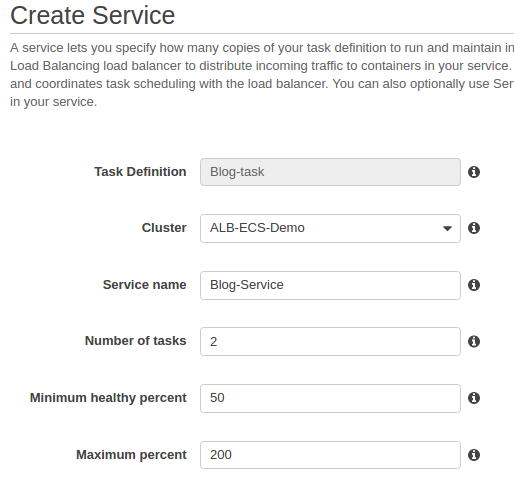 Create Service
A service lets you specify how many copies of your task definition to run and maintain in
Load Balancing load balancer to distribute incoming traffic to containers in your service.
and coordinates task scheduling with the load balancer. You can also optionally use Ser
in your service.
Task Definition Blog-task
Cluster ALB-ECS-Demo
Service name Blog-Service
Number of tasks 2
Minimum healthy percent 50
Maximum percent 200